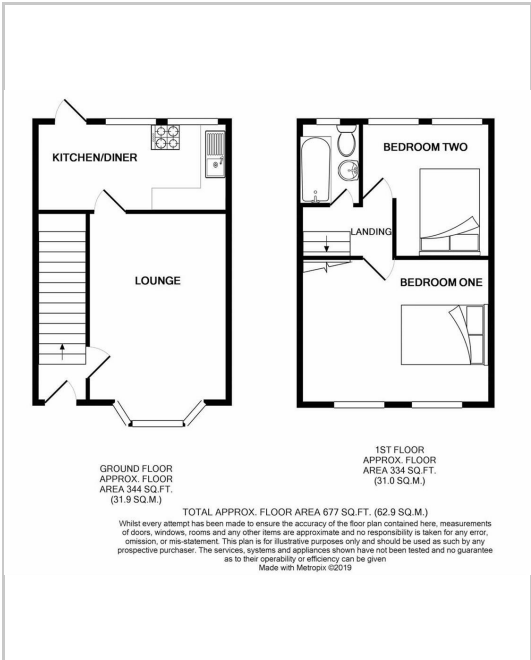 KITCHEN/DINER
LOUNGE
GROUND FLOOR
APPROX. FLOOR
AREA 344 SQ.FT.
(31.9 SQ.M.)
BEDROOM TWO
LANDING
BEDROOM ONE
1ST FLOOR
APPROX. FLOOR
AREA 334 SQ.FT.
(31.0 SQ.M.)
TOTAL APPROX. FLOOR AREA 677 SQ.FT. (62.9 SQ.M.)
Whilst every attempt has been made to ensure the accuracy of the floor plan contained here, measurements
of doors, windows, rooms and any other items are approximate and no responsibility is taken for any error,
omission, or mis-statement. This plan is for illustrative purposes only and should be used as such by any
prospective purchaser. The services, systems and appliances shown have not been tested and no guarantee
as to their operability or efficiency can be given
Made with Metropix ©2019